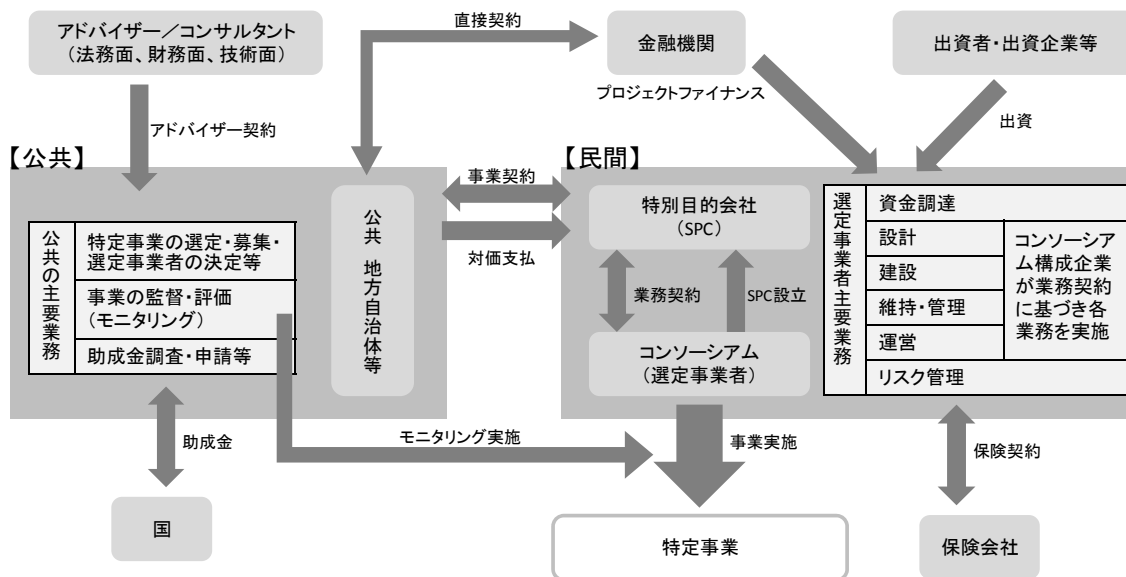 アドバイザー／コンサルタント
（法務面、財務面、技術面）
直接契約
金融機関
出資者・出資企業等
プロジェクトファイナンス
アドバイザー契約
出資
【公共】
【民間】
公共の主要業務
特定事業の選定・募集・
選定事業者の決定等
事業の監督・評価
（モニタリング）
助成金調査・申請等
公共 地方自治体等
事業契約
対価支払
特別目的会社
（SPC）
業務契約
SPC設立
コンソーシアム
（選定事業者）
選定事業者主要業務
資金調達
設計
建設
維持・管理
運営
リスク管理
コンソーシア
ム構成企業
が業務契約
に基づき各
業務を実施
助成金
モニタリング実施
事業実施
保険契約
国
特定事業
保険会社